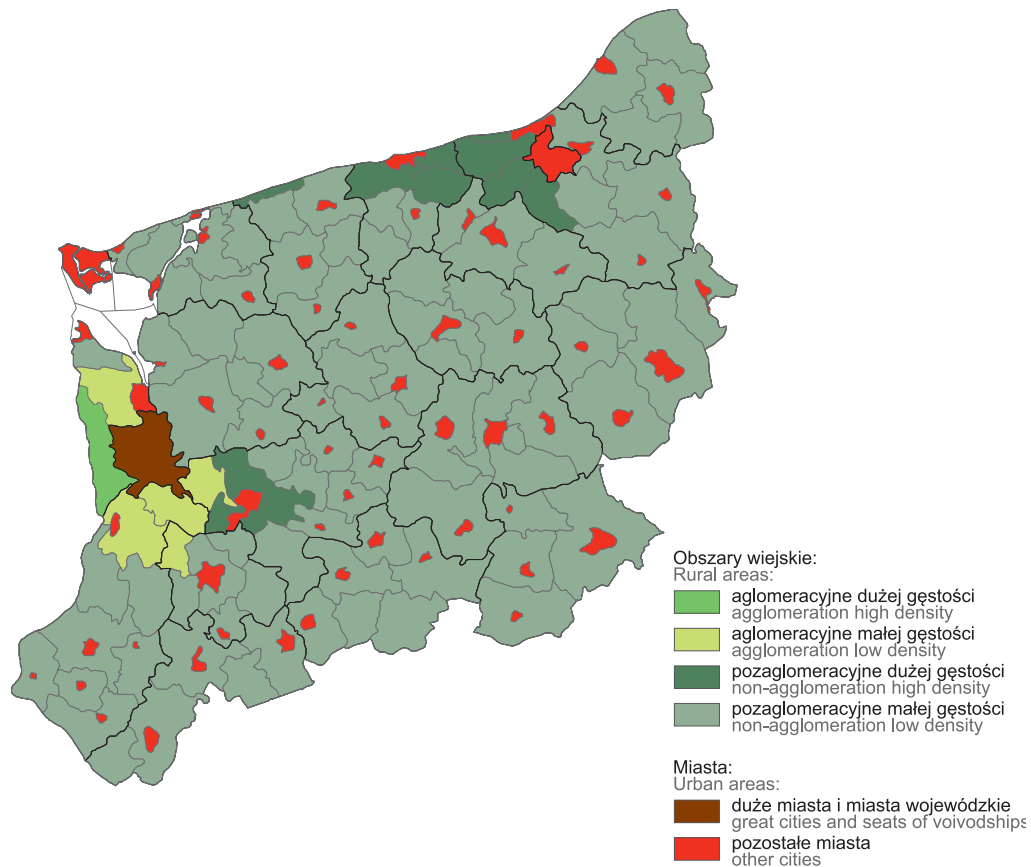 Obszary wiejskie:
Rural areas:
aglomeracyjne dużej gęstości
agglomeration high density
aglomeracyjne małej gęstości
agglomeration low density
pozaglomeracyjne dużej gęstości
non-agglomeration high density
pozaglomeracyjne małej gęstości
non-agglomeration low density
Miasta:
Urban areas:
duże miasta i miasta wojewódzkie
great cities and seats of voivodships
pozostałe miasta
other cities